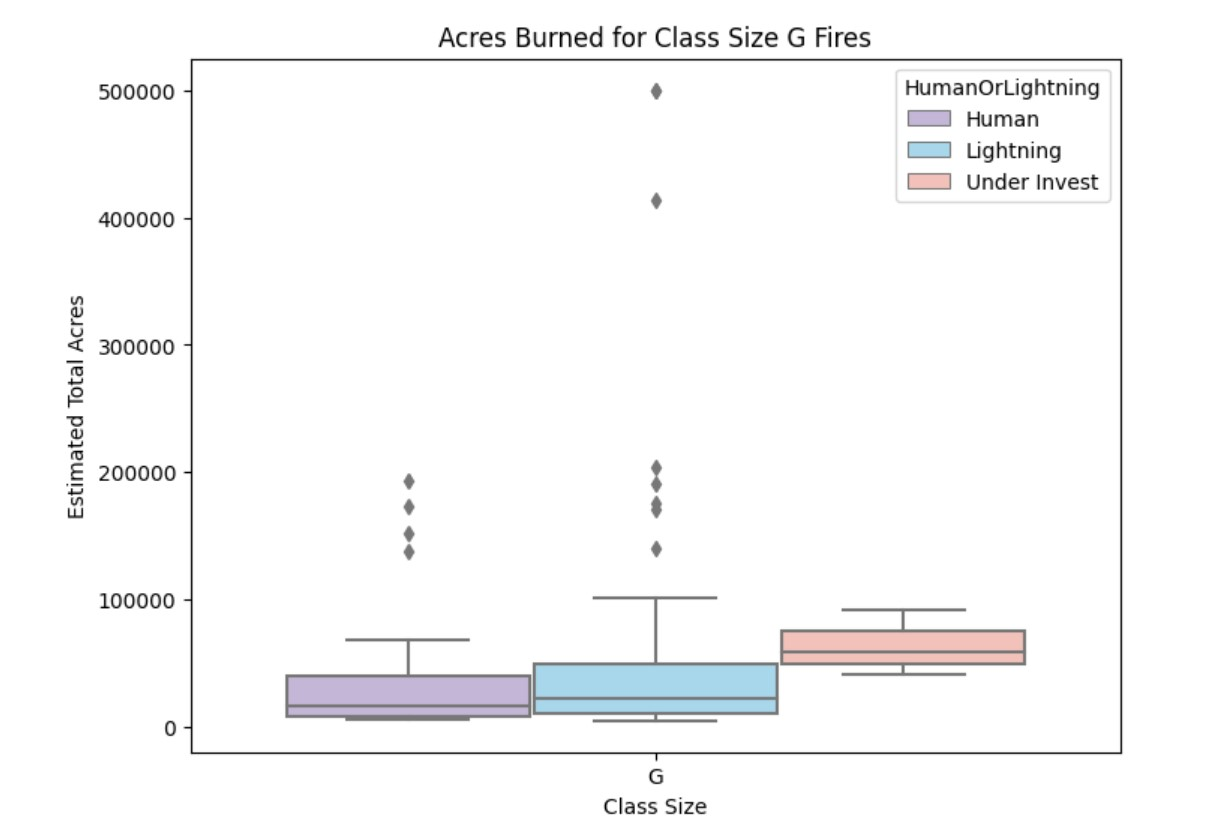 Acres Burned for Class Size G Fires
HumanOrLightning
Human
Lightning
Under Invest
500000
400000
300000
200000
100000
0
Estimated Total Acres
G
Class Size